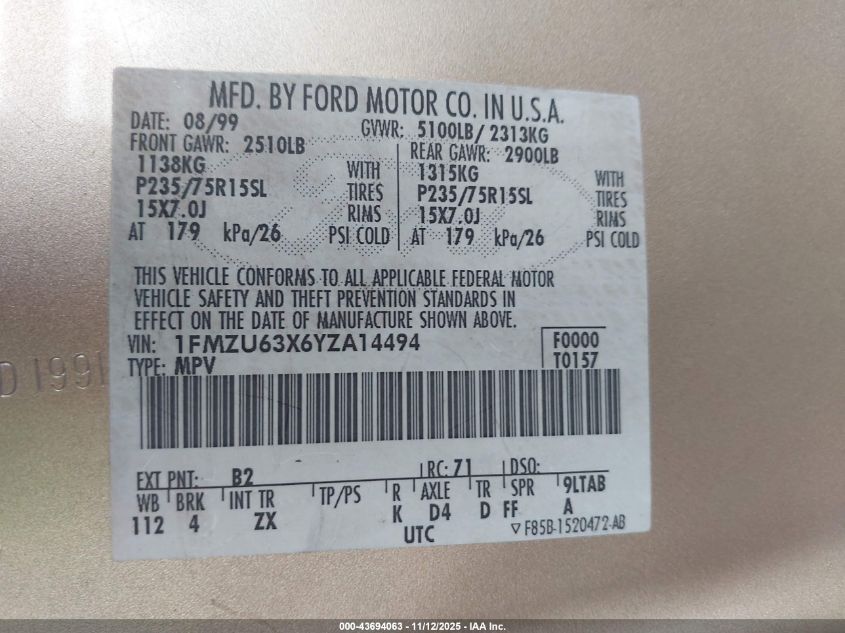 MFD. BY FORD MOTOR CO. IN U.S.A.
DATE: 08/99 GVWR: 5100LB/ 2313KG
FRONT GAWR: 2510LB REAR GAWR: 2900LB
1138KG WITH 1315KG WITH
P235/75R15SL TIRES P235/75R15SL TIRES
15X7.0J RIMS 15X7.0J RIMS
AT 179 kPa/26 PSI COLD AT 179 kPa/26 PSI COLD
THIS VEHICLE CONFORMS TO ALL APPLICABLE FEDERAL MOTOR
VEHICLE SAFETY AND THEFT PREVENTION STANDARDS IN
EFFECT ON THE DATE OF MANUFACTURE SHOWN ABOVE.
VIN: 1FMZU63X6YZA14494 F0000
TYPE: MPV T0157
D 1991
EXT PNT: B2 RC: 71 DSO:
WB BRK INT TR TP/PS R AXLE TR SPR 9LTAB
112 4 ZX K D4 D FF A
UTC ▽ F85B-1520472-AB
000-43694063 - 11/12/2025 - IAA Inc.